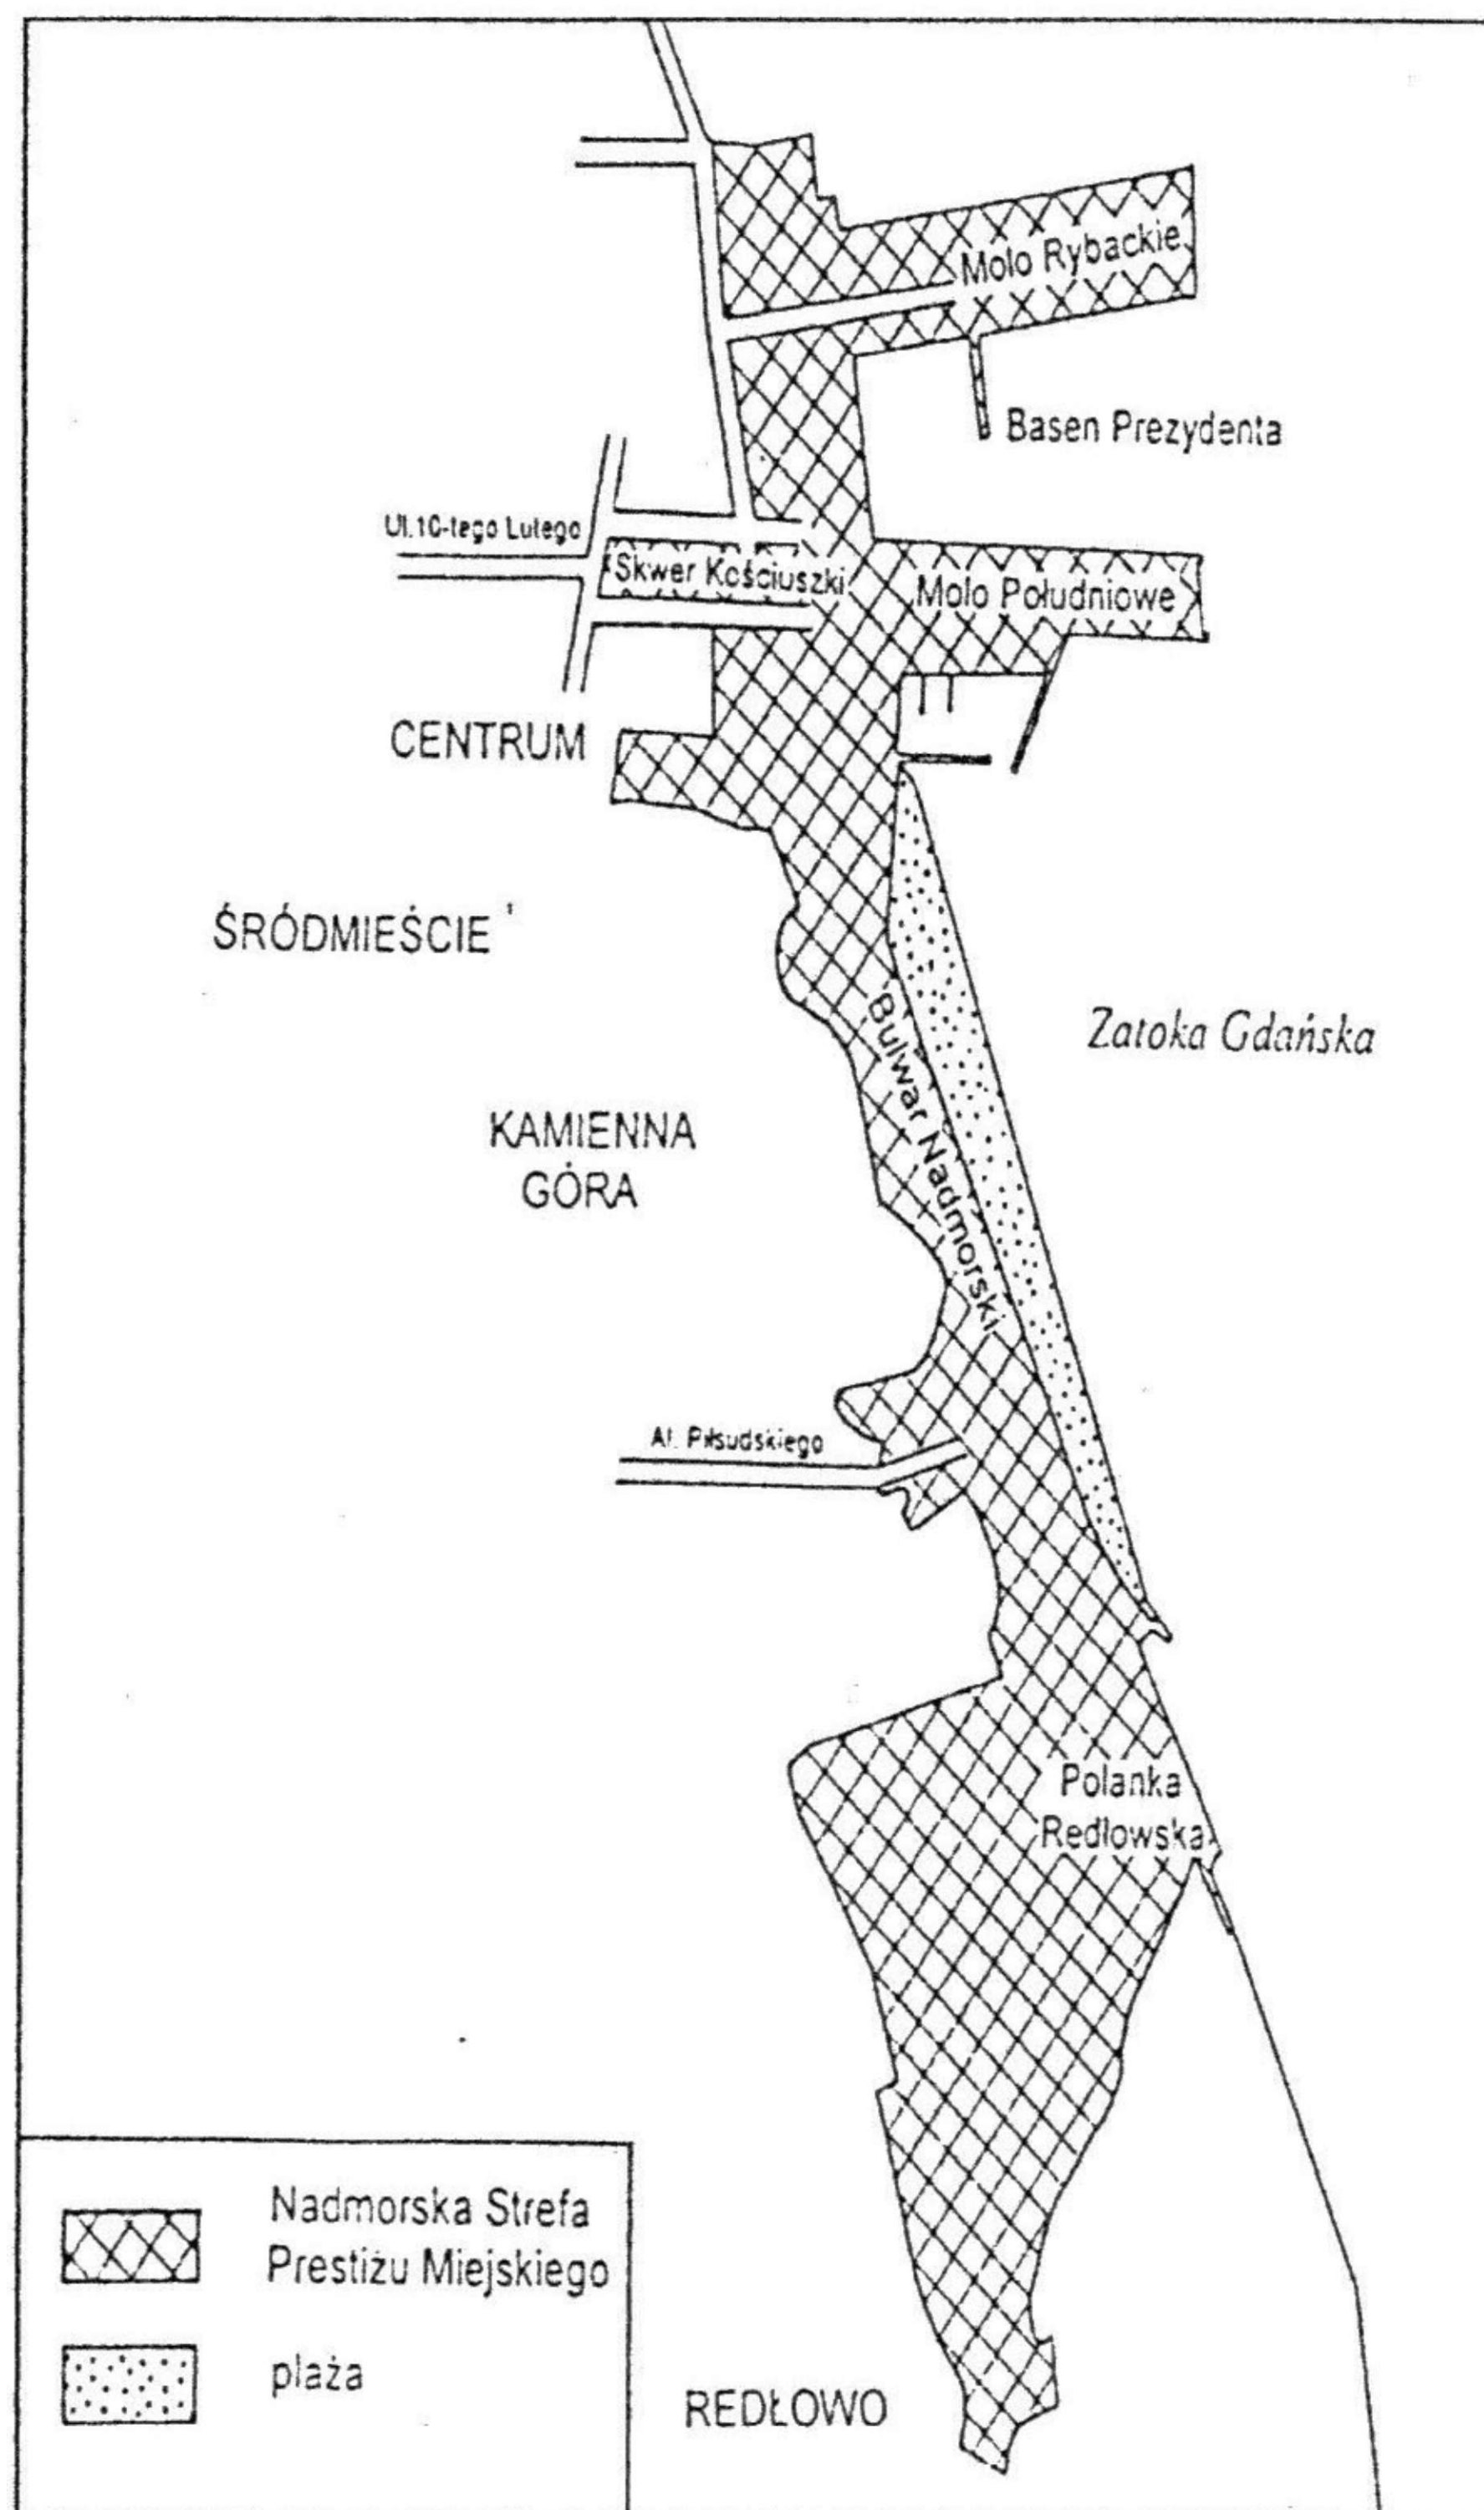 Molo Rybackie
Basen Prezydenta
Ul.10-tego Lutego
Skwer Kościuszki
Molo Południowe
CENTRUM
ŚRÓDMIEŚCIE
Zatoka Gdańska
Bulwar Nadmorski
KAMIENNA
GÓRA
Al. Piłsudskiego
Polanka
Redłowska
Nadmorska Strefa
Prestiżu Miejskiego
plaża
REDŁOWO